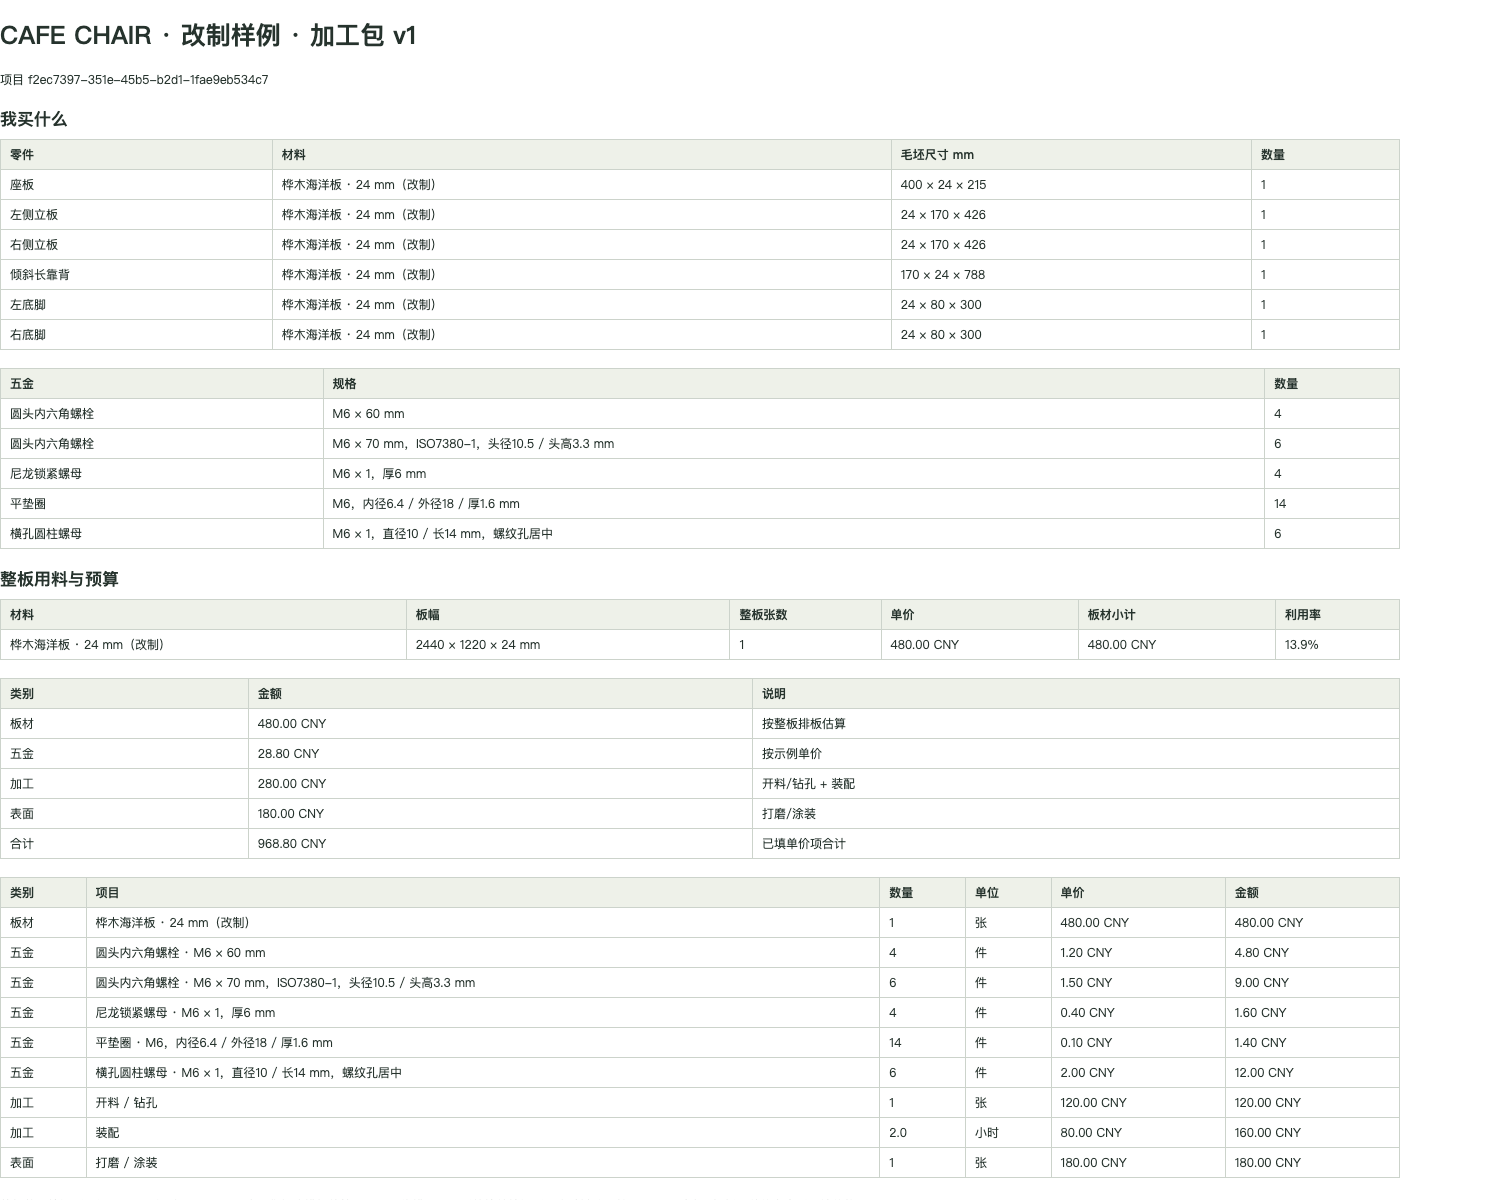 CAFE CHAIR · 改制样例 · 加工包 v1
项目 f2ec7397-351e-45b5-b2d1-1fae9eb534c7
我买什么
零件 材料 毛坯尺寸 mm 数量
座板 桦木海洋板 · 24 mm（改制） 400 × 24 × 215 1
左侧立板 桦木海洋板 · 24 mm（改制） 24 × 170 × 426 1
右侧立板 桦木海洋板 · 24 mm（改制） 24 × 170 × 426 1
倾斜长靠背 桦木海洋板 · 24 mm（改制） 170 × 24 × 788 1
左底脚 桦木海洋板 · 24 mm（改制） 24 × 80 × 300 1
右底脚 桦木海洋板 · 24 mm（改制） 24 × 80 × 300 1
五金 规格 数量
圆头内六角螺栓 M6 × 60 mm 4
圆头内六角螺栓 M6 × 70 mm，ISO7380-1，头径10.5 / 头高3.3 mm 6
尼龙锁紧螺母 M6 × 1，厚6 mm 4
平垫圈 M6，内径6.4 / 外径18 / 厚1.6 mm 14
横孔圆柱螺母 M6 × 1，直径10 / 长14 mm，螺纹孔居中 6
整板用料与预算
材料 板幅 整板张数 单价 板材小计 利用率
桦木海洋板 · 24 mm（改制） 2440 × 1220 × 24 mm 1 480.00 CNY 480.00 CNY 13.9%
类别 金额 说明
板材 480.00 CNY 按整板排板估算
五金 28.80 CNY 按示例单价
加工 280.00 CNY 开料/钻孔 + 装配
表面 180.00 CNY 打磨/涂装
合计 968.80 CNY 已填单价项合计
类别 项目 数量 单位 单价 金额
板材 桦木海洋板 · 24 mm（改制） 1 张 480.00 CNY 480.00 CNY
五金 圆头内六角螺栓 · M6 × 60 mm 4 件 1.20 CNY 4.80 CNY
五金 圆头内六角螺栓 · M6 × 70 mm，ISO7380-1，头径10.5 / 头高3.3 mm 6 件 1.50 CNY 9.00 CNY
五金 尼龙锁紧螺母 · M6 × 1，厚6 mm 4 件 0.40 CNY 1.60 CNY
五金 平垫圈 · M6，内径6.4 / 外径18 / 厚1.6 mm 14 件 0.10 CNY 1.40 CNY
五金 横孔圆柱螺母 · M6 × 1，直径10 / 长14 mm，螺纹孔居中 6 件 2.00 CNY 12.00 CNY
加工 开料 / 钻孔 1 张 120.00 CNY 120.00 CNY
加工 装配 2.0 小时 80.00 CNY 160.00 CNY
表面 打磨 / 涂装 1 张 180.00 CNY 180.00 CNY